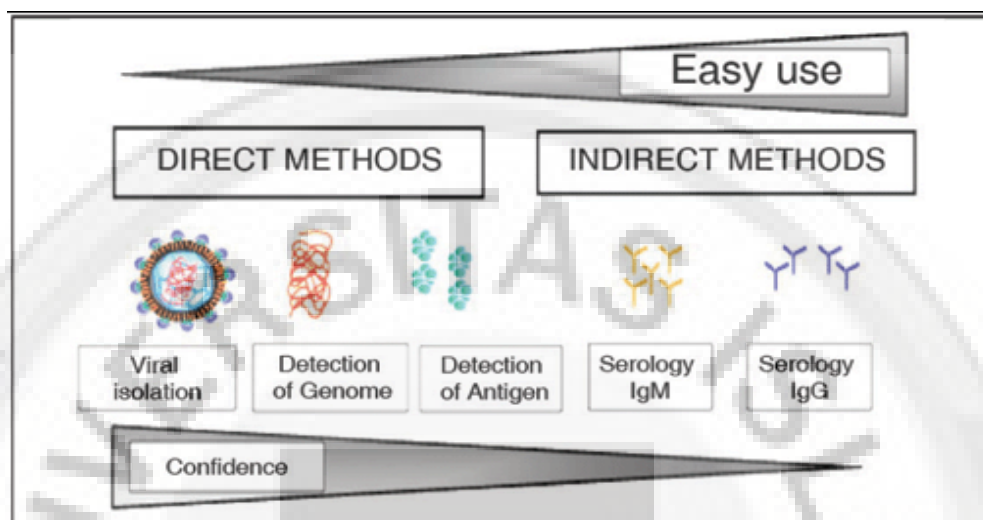 Easy use
DIRECT METHODS
INDIRECT METHODS
Viral
isolation
Detection
of Genome
Detection
of Antigen
Serology
IgM
Serology
IgG
Confidence